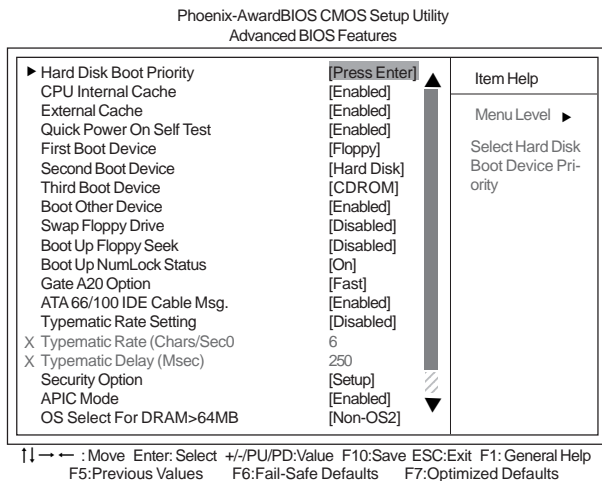 Phoenix-AwardBIOS CMOS Setup Utility
Advanced BIOS Features
▶ Hard Disk Boot Priority [Press Enter]
CPU Internal Cache [Enabled]
External Cache [Enabled]
Quick Power On Self Test [Enabled]
First Boot Device [Floppy]
Second Boot Device [Hard Disk]
Third Boot Device [CDROM]
Boot Other Device [Enabled]
Swap Floppy Drive [Disabled]
Boot Up Floppy Seek [Disabled]
Boot Up NumLock Status [On]
Gate A20 Option [Fast]
ATA 66/100 IDE Cable Msg. [Enabled]
Typematic Rate Setting [Disabled]
X Typematic Rate (Chars/Sec0 6
X Typematic Delay (Msec) 250
Security Option [Setup]
APIC Mode [Enabled]
OS Select For DRAM>64MB [Non-OS2]
Item Help
Menu Level ▶
Select Hard Disk
Boot Device Pri-
ority
↑↓→← : Move Enter: Select +/-/PU/PD:Value F10:Save ESC:Exit F1: General Help
F5:Previous Values F6:Fail-Safe Defaults F7:Optimized Defaults